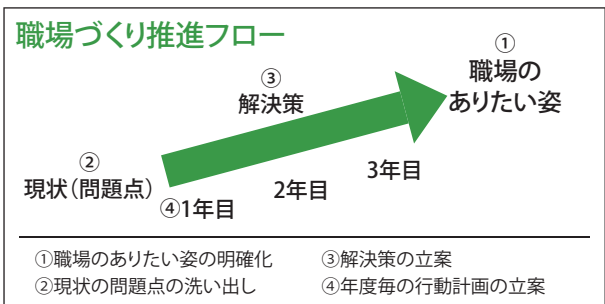 職場づくり推進フロー
①
職場の
ありたい姿
③
解決策
②
現状（問題点）
④1年目
2年目
3年目
①職場のありたい姿の明確化
②現状の問題点の洗い出し
③解決策の立案
④年度毎の行動計画の立案